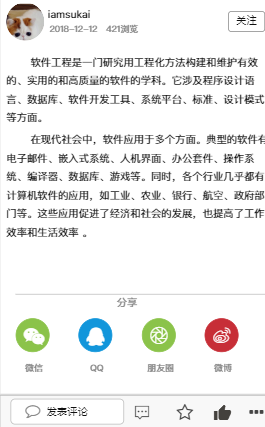 iamsukai
关注
2018-12-12 421浏览
软件工程是一门研究用工程化方法构建和维护有效
的、实用的和高质量的软件的学科。它涉及程序设计语
言、数据库、软件开发工具、系统平台、标准、设计模式
等方面。
在现代社会中，软件应用于多个方面。典型的软件有
电子邮件、嵌入式系统、人机界面、办公套件、操作系
统、编译器、数据库、游戏等。同时，各个行业几乎都有
计算机软件的应用，如工业、农业、银行、航空、政府部
门等。这些应用促进了经济和社会的发展，也提高了工作
效率和生活效率 。
分享
微信 QQ 朋友圈 微博
发表评论